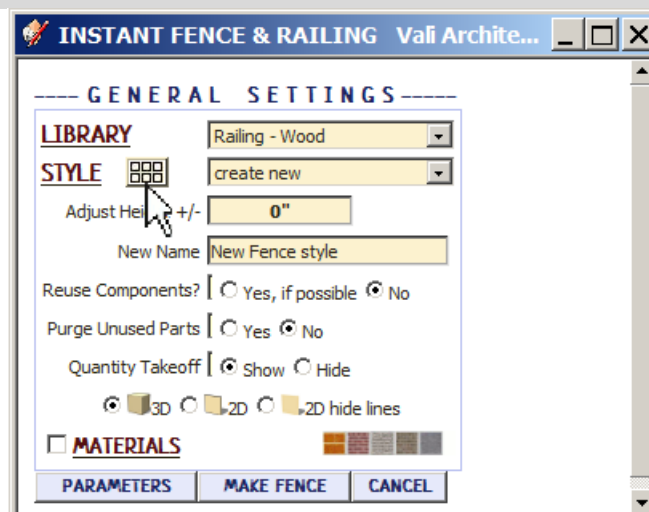 INSTANT FENCE & RAILING Vali Archite...
---- GENERAL SETTINGS-----
LIBRARY Railing - Wood
STYLE create new
Adjust +/- 0"
New Name New Fence style
Reuse Components? Yes, if possible No
Purge Unused Parts Yes No
Quantity Takeoff Show Hide
3D 2D 2D hide lines
MATERIALS
PARAMETERS MAKE FENCE CANCEL